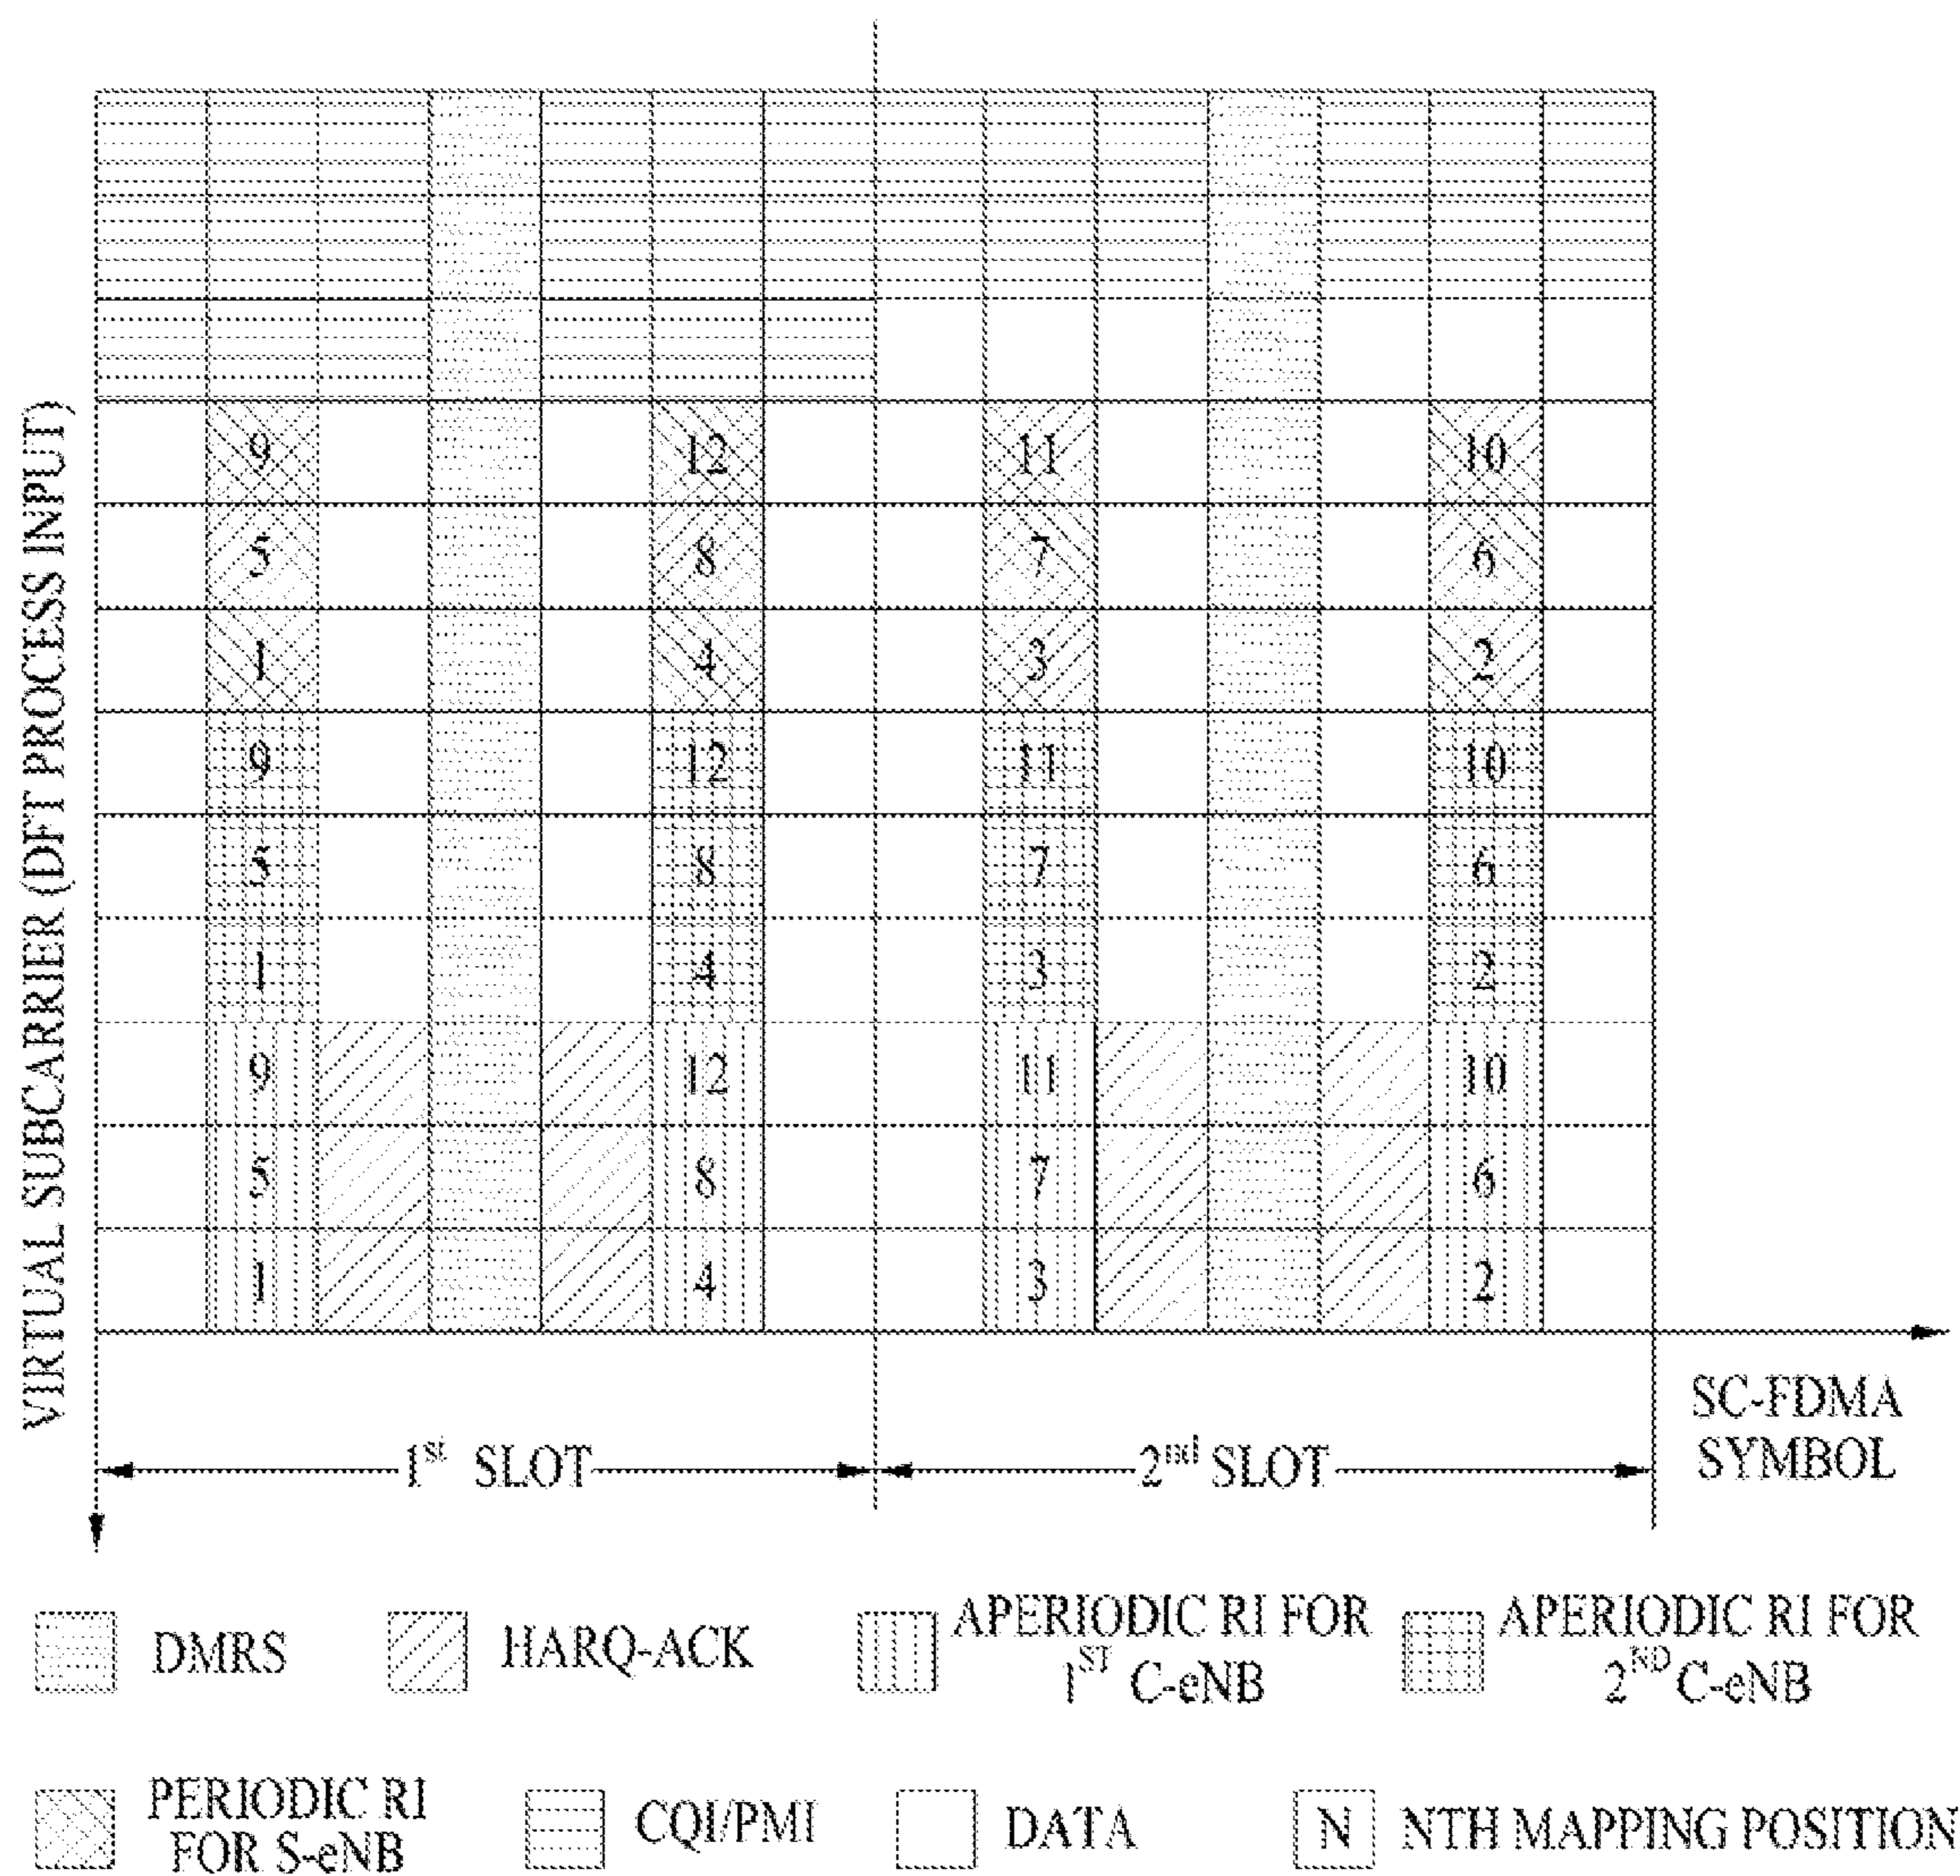 VIRTUAL SUBCARRIER (DFT PROCESS INPUT)
9 12 11 10
5 8 7 6
1 4 3 2
9 12 11 10
5 8 7 6
1 4 3 2
9 12 11 10
5 8 7 6
1 4 3 2
SC-FDMA
SYMBOL
1st SLOT
2nd SLOT
DMRS
HARQ-ACK
APERIODIC RI FOR
1ST C-eNB
APERIODIC RI FOR
2ND C-eNB
PERIODIC RI
FOR S-eNB
CQI/PMI
DATA
N
NTH MAPPING POSITION